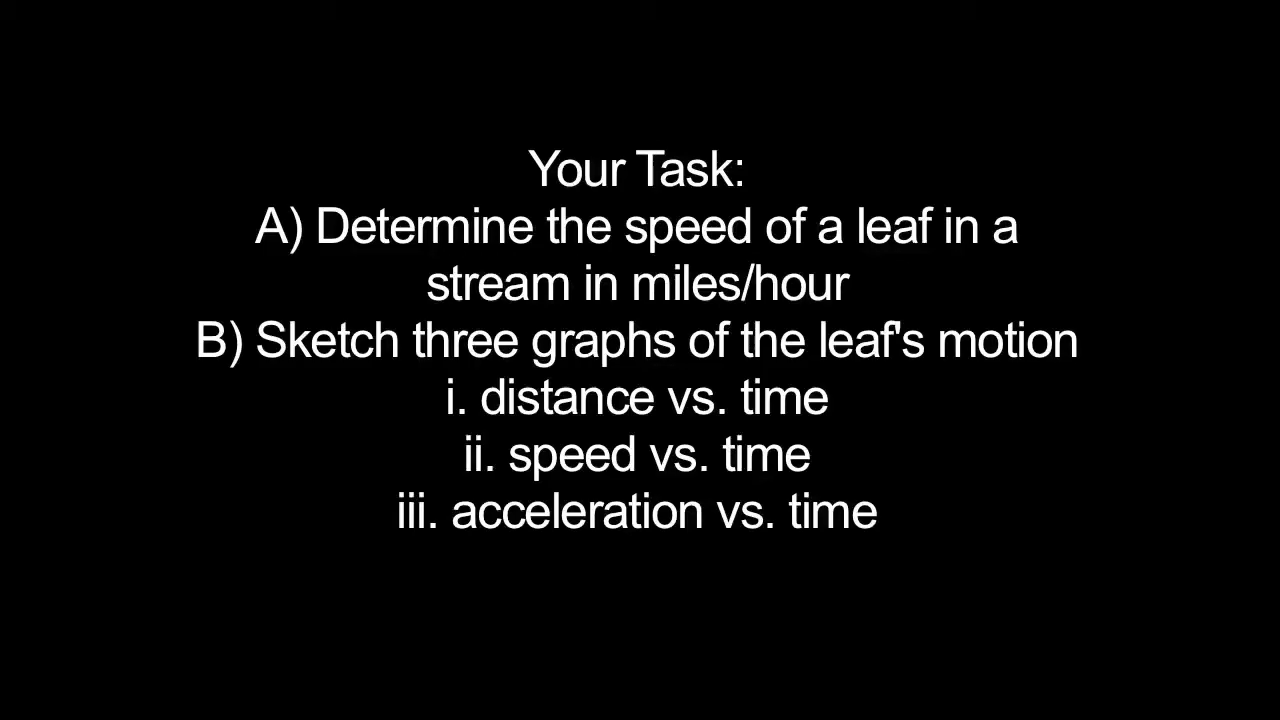 Your Task:
A) Determine the speed of a leaf in a
stream in miles/hour
B) Sketch three graphs of the leaf's motion
i. distance vs. time
ii. speed vs. time
iii. acceleration vs. time